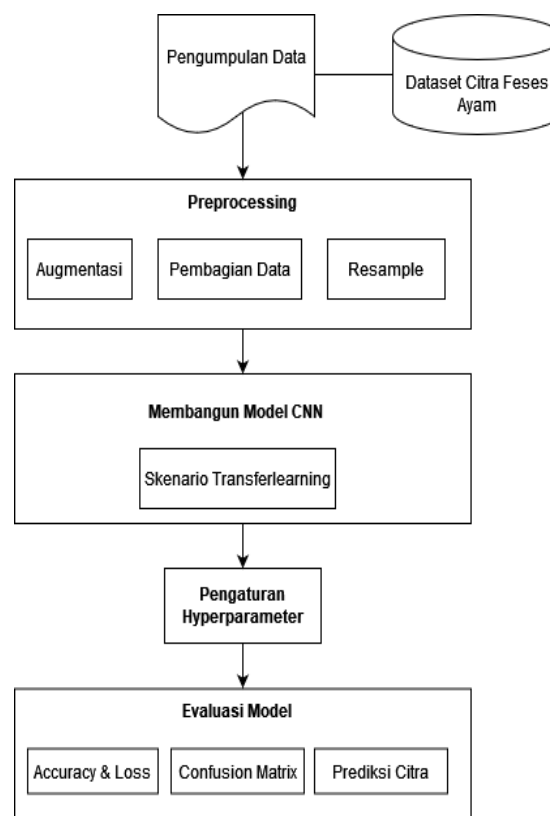 Pengumpulan Data
Dataset Citra Feses
Ayam
Preprocessing
Augmentasi
Pembagian Data
Resample
Membangun Model CNN
Skenario Transferlearning
Pengaturan
Hyperparameter
Evaluasi Model
Accuracy & Loss
Confusion Matrix
Prediksi Citra